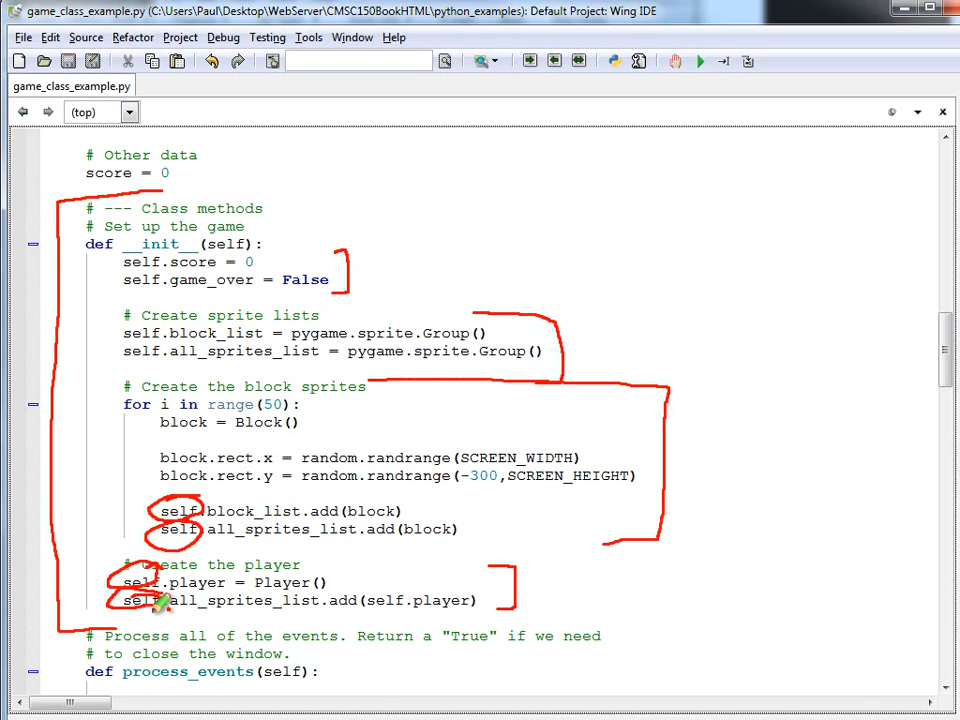 game_class_example.py (C:\Users\Paul\Desktop\WebServer\CMSC150BookHTML\python_examples): Default Project: Wing IDE
File Edit Source Refactor Project Debug Testing Tools Window Help
game_class_example.py
(top)
# Other data
score = 0
# --- Class methods
# Set up the game
def __init__(self):
self.score = 0
self.game_over = False
# Create sprite lists
self.block_list = pygame.sprite.Group()
self.all_sprites_list = pygame.sprite.Group()
# Create the block sprites
for i in range(50):
block = Block()
block.rect.x = random.randrange(SCREEN_WIDTH)
block.rect.y = random.randrange(-300,SCREEN_HEIGHT)
self.block_list.add(block)
self.all_sprites_list.add(block)
# Create the player
self.player = Player()
self.all_sprites_list.add(self.player)
# Process all of the events. Return a "True" if we need
# to close the window.
def process_events(self):